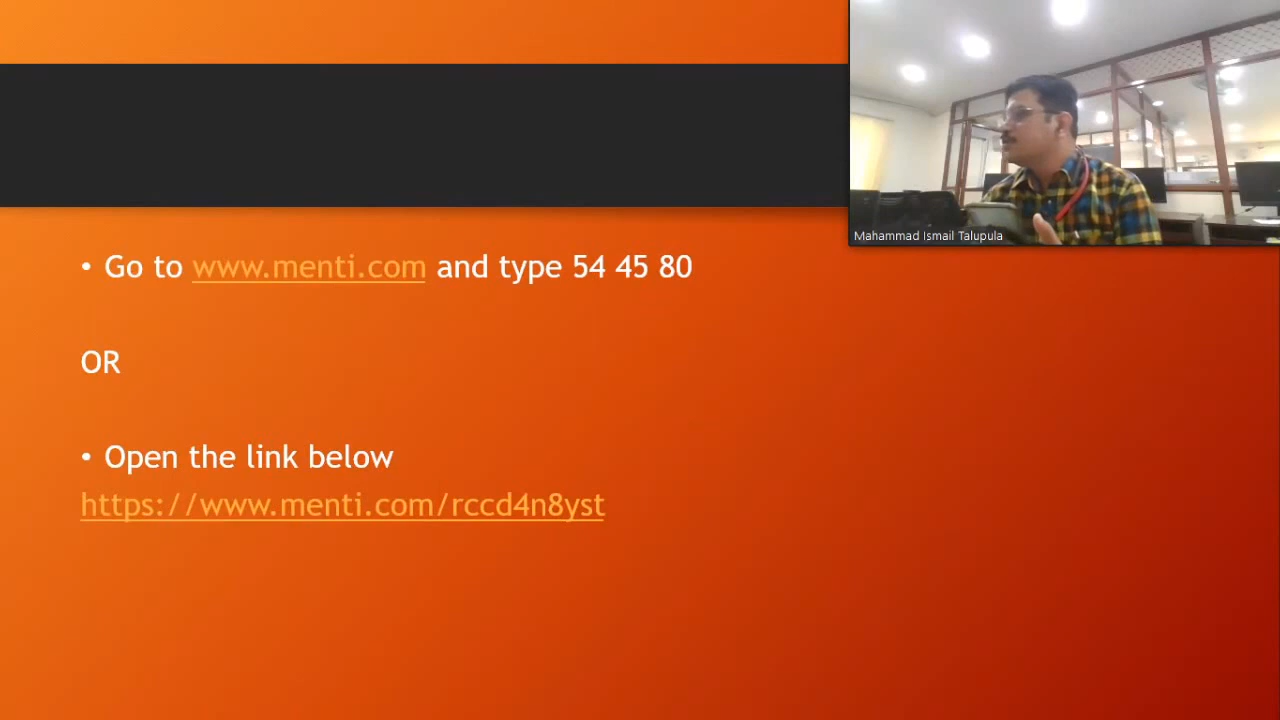 Mahammad Ismail Talupula
• Go to www.menti.com and type 54 45 80
OR
• Open the link below
https://www.menti.com/rccd4n8yst